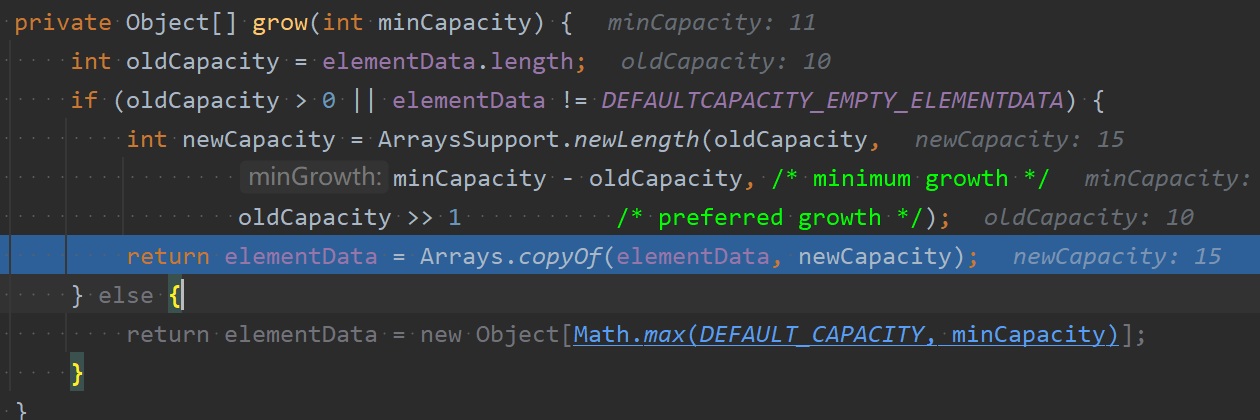 private Object[] grow(int minCapacity) { minCapacity: 11
int oldCapacity = elementData.length; oldCapacity: 10
if (oldCapacity > 0 || elementData != DEFAULTCAPACITY_EMPTY_ELEMENTDATA) {
int newCapacity = ArraysSupport.newLength(oldCapacity, newCapacity: 15
minGrowth: minCapacity - oldCapacity, /* minimum growth */ minCapacity:
oldCapacity >> 1 /* preferred growth */); oldCapacity: 10
return elementData = Arrays.copyOf(elementData, newCapacity); newCapacity: 15
} else {
return elementData = new Object[Math.max(DEFAULT_CAPACITY, minCapacity)];
}
}